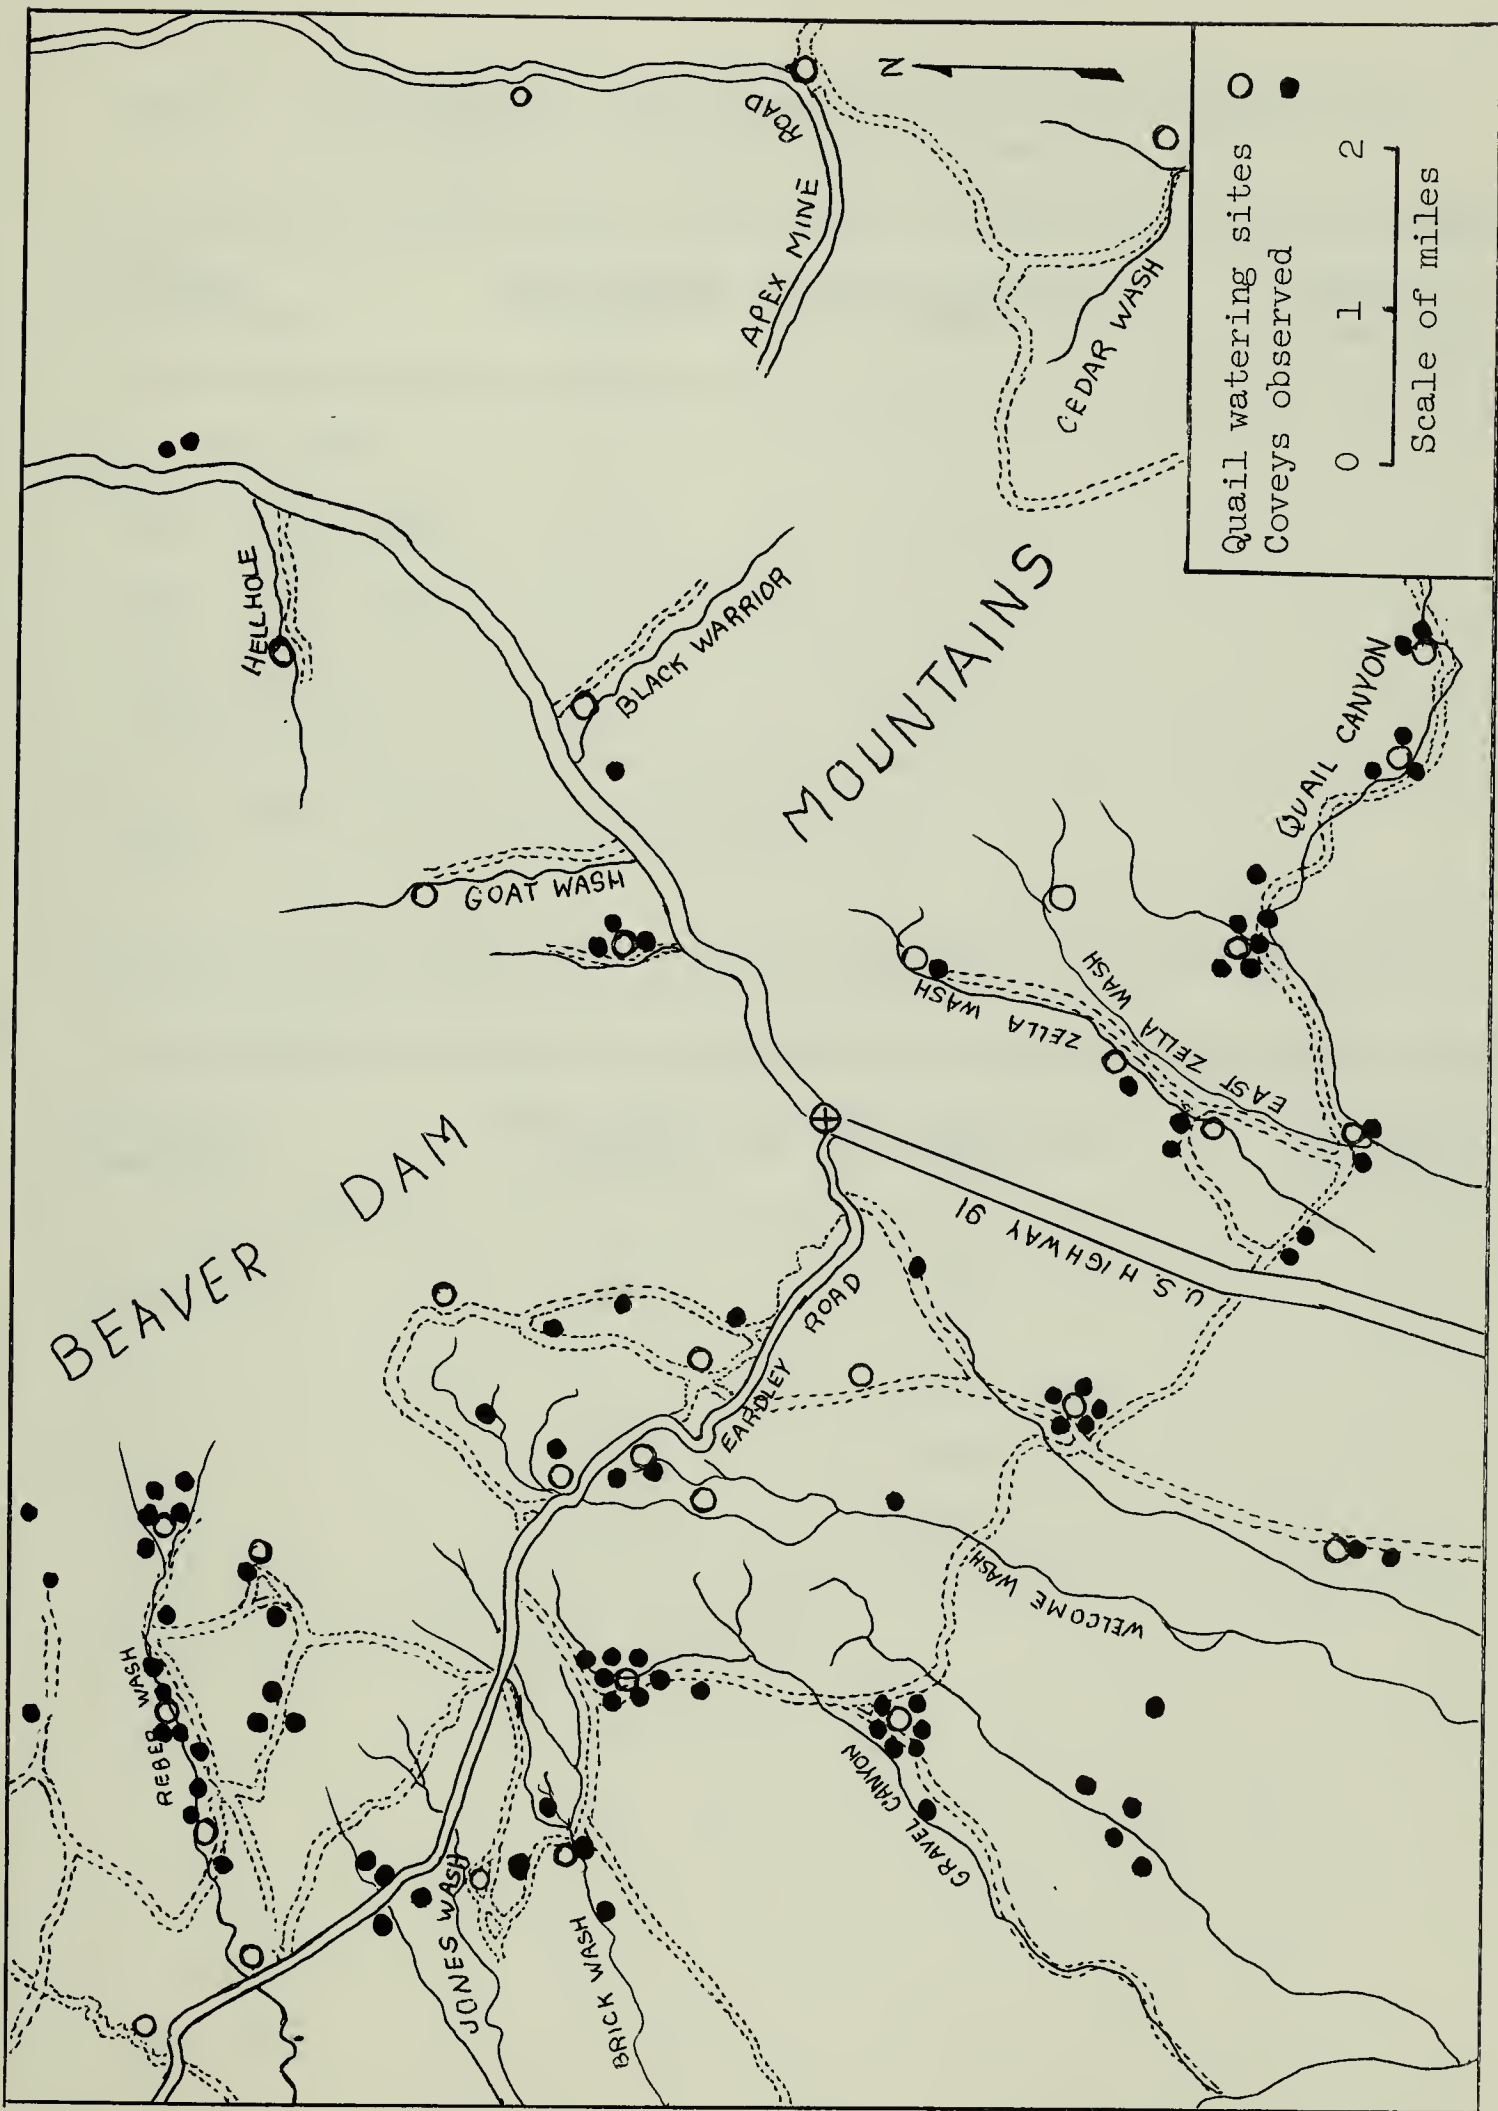 BEAVER DAM MOUNTAINS
HELLHOLE
BLACK WARRIOR
GOAT WASH
APEX MINE ROAD
CEDAR WASH
N
QUAIL CANYON
ZELLA WASH
EAST ZELLA WASH
U.S. HIGHWAY 91
EARDLEY ROAD
WELCOME WASH
GRAVEL CANYON
REBER WASH
JONES WASH
BRICK WASH
Quail watering sites
Coveys observed
0 1 2
Scale of miles